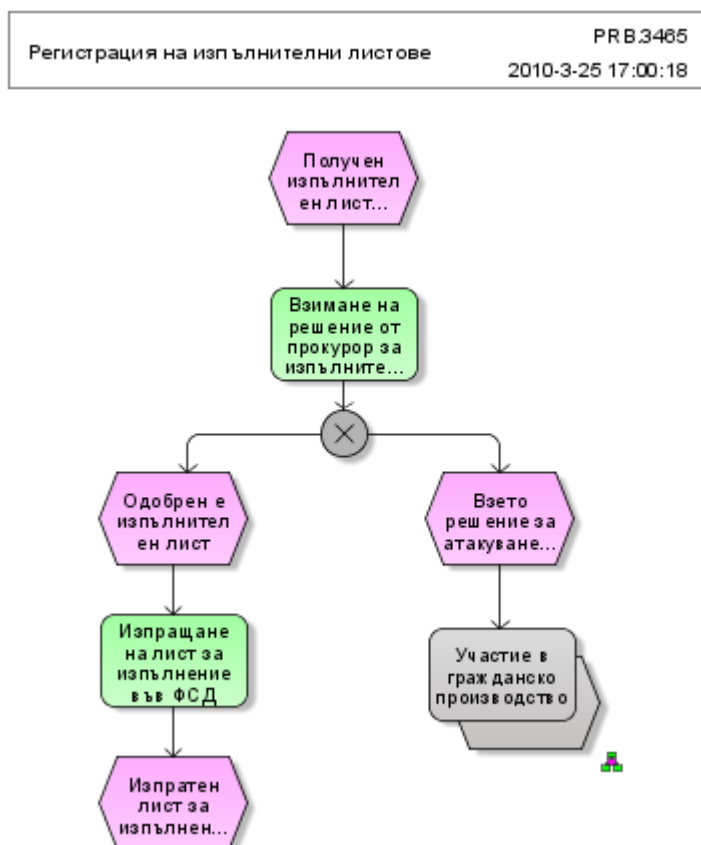 Регистрация на изпълнителни листове
PRB.3465
2010-3-25 17:00:18
Получен
изпълнител
ен лист...
Взимане на
решение от
прокурор за
изпълните...
Одобрен е
изпълнител
ен лист
Взето
решение за
атакуване...
Изпращане
на лист за
изпълнение
във ФСД
Участие в
гражданско
производство
Изпратен
лист за
изпълнен...